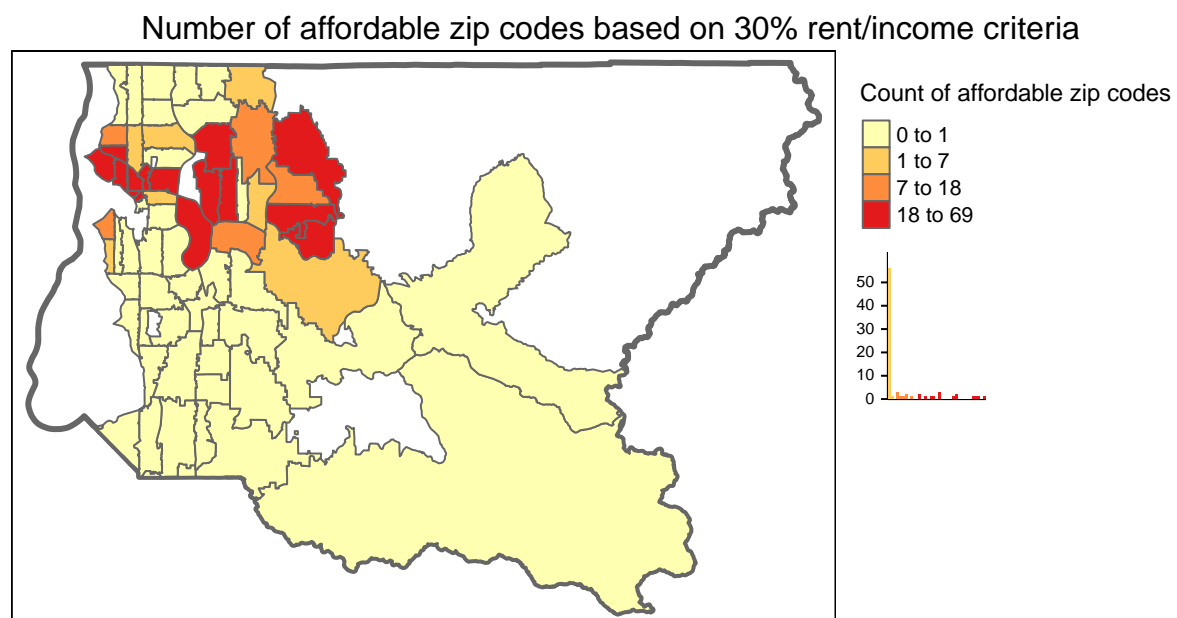 Number of affordable zip codes based on 30% rent/income criteria
Count of affordable zip codes
0 to 1
1 to 7
7 to 18
18 to 69
50
40
30
20
10
0